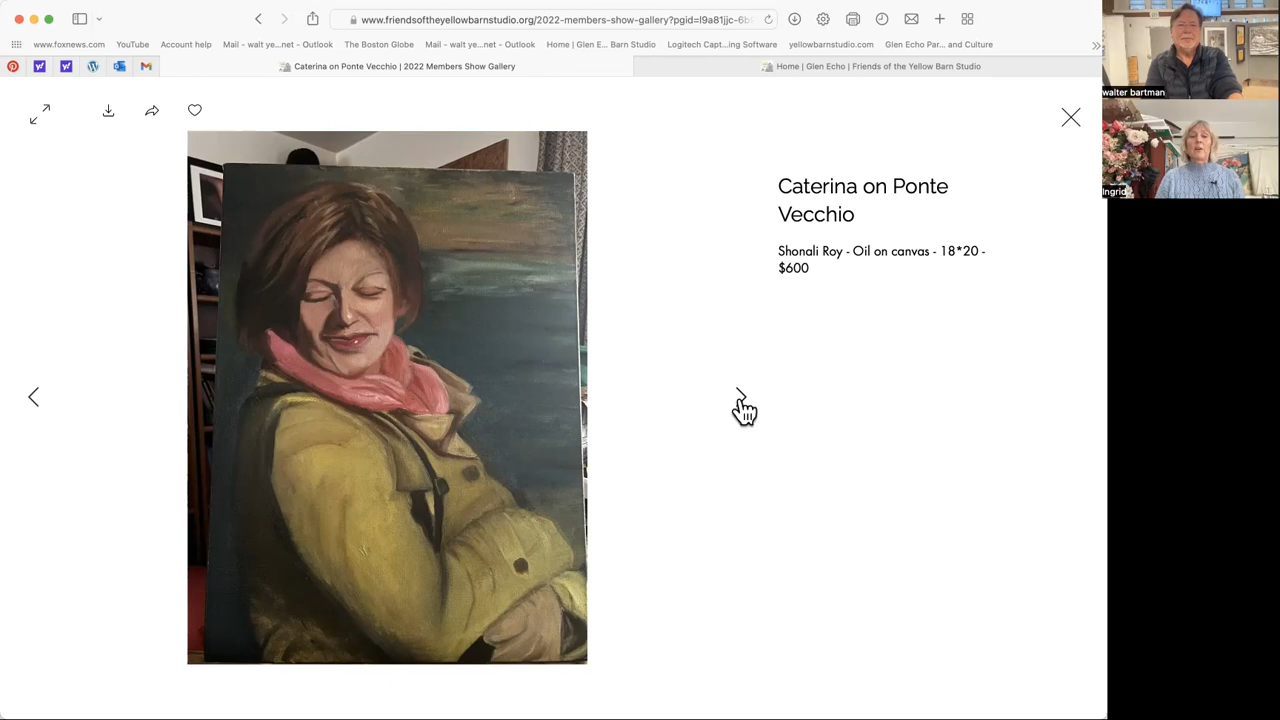 www.friendsoftheyellowbarnstudio.org/2022-members-show-gallery?pgid=l9a81jjc-6b
www.foxnews.com YouTube Account help Mail - walt ye...net - Outlook The Boston Globe Mail - walt ye...net - Outlook Home | Glen E... Barn Studio Logitech Capt...ing Software yellowbarnstudio.com Glen Echo Par... and Culture
Caterina on Ponte Vecchio | 2022 Members Show Gallery
Home | Glen Echo | Friends of the Yellow Barn Studio
walter bartman
Ingrid
Caterina on Ponte
Vecchio
Shonali Roy - Oil on canvas - 18*20 -
$600